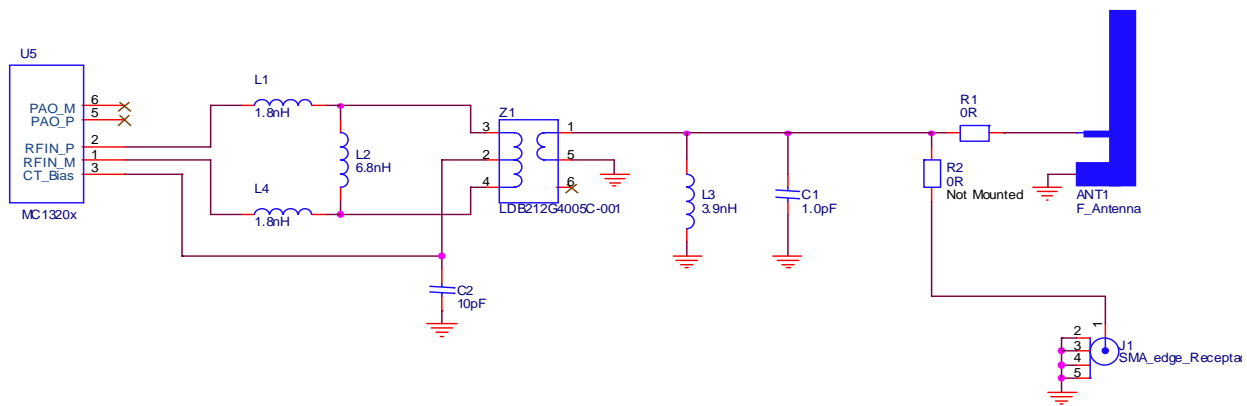 U5
PAO_M
6
PAO_P
5
RFIN_P
2
RFIN_M
1
CT_Bias
3
MC1320x
L1
1.8nH
L2
6.8nH
L4
1.8nH
C2
10pF
Z1
3
1
2
5
4
6
LDB212G4005C-001
L3
3.9nH
C1
1.0pF
R1
0R
R2
0R
Not Mounted
ANT1
F_Antenna
1
2
3
4
5
J1
SMA_edge_Recepta